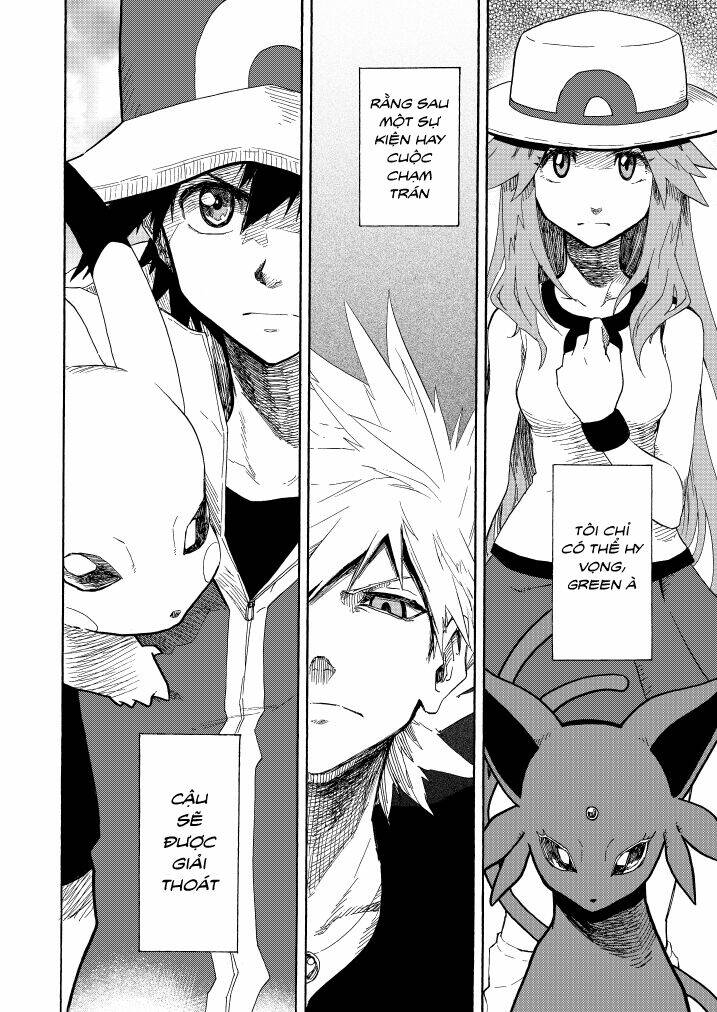 TÔI CHỈ
CÓ THỂ HY
VỌNG,
GREEN À
RẰNG SAU
MỘT SỰ
KIỆN HAY
CUỘC
CHẠM
TRÁN
CẬU
SẼ
ĐƯỢC
GIẢI
THOÁT